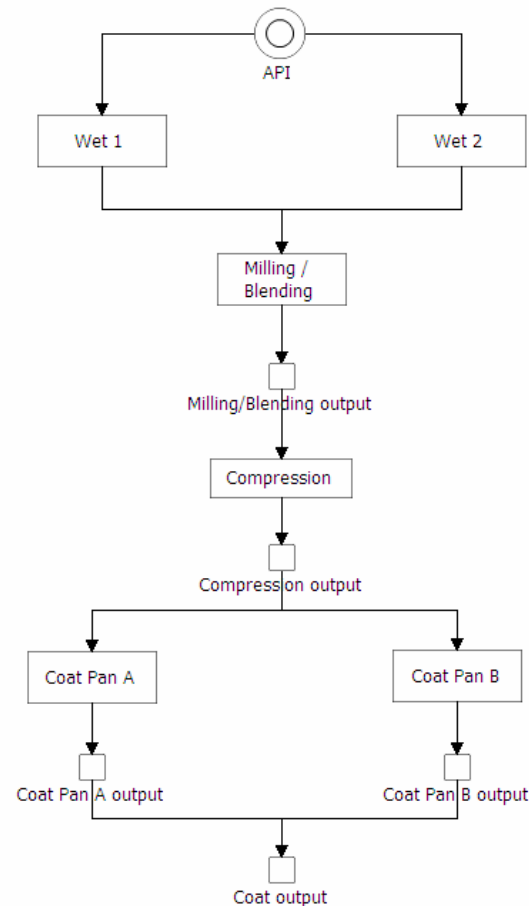 API
Wet 1
Wet 2
Milling /
Blending
Milling/Blending output
Compression
Compression output
Coat Pan A
Coat Pan B
Coat Pan A output
Coat Pan B output
Coat output